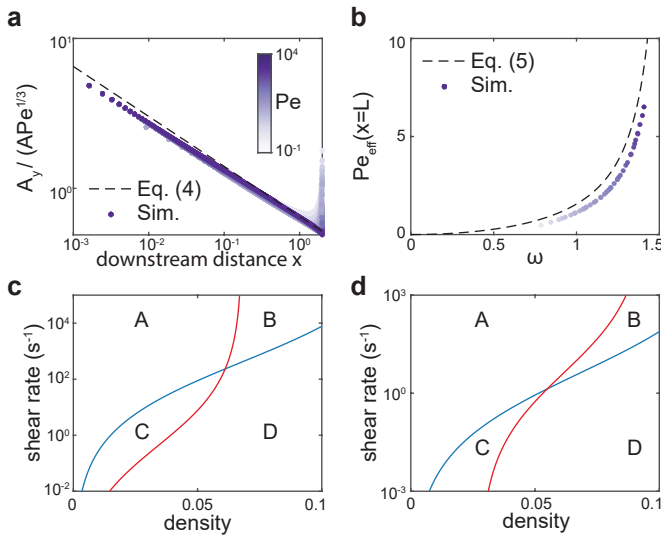 a
10¹
10⁰
A_y / (APe^1/3)
10⁴
Pe
10⁻¹
Eq. (4)
Sim.
10⁻³ 10⁻² 10⁻¹ 10⁰
downstream distance x
b
10
5
0
Pe_eff(x=L)
Eq. (5)
Sim.
0 0.5 1 1.5
ω
c
10⁴
10²
10⁰
10⁻²
shear rate (s⁻¹)
A B
C D
0 0.05 0.1
density
d
10³
10⁰
10⁻³
shear rate (s⁻¹)
A B
C D
0 0.05 0.1
density